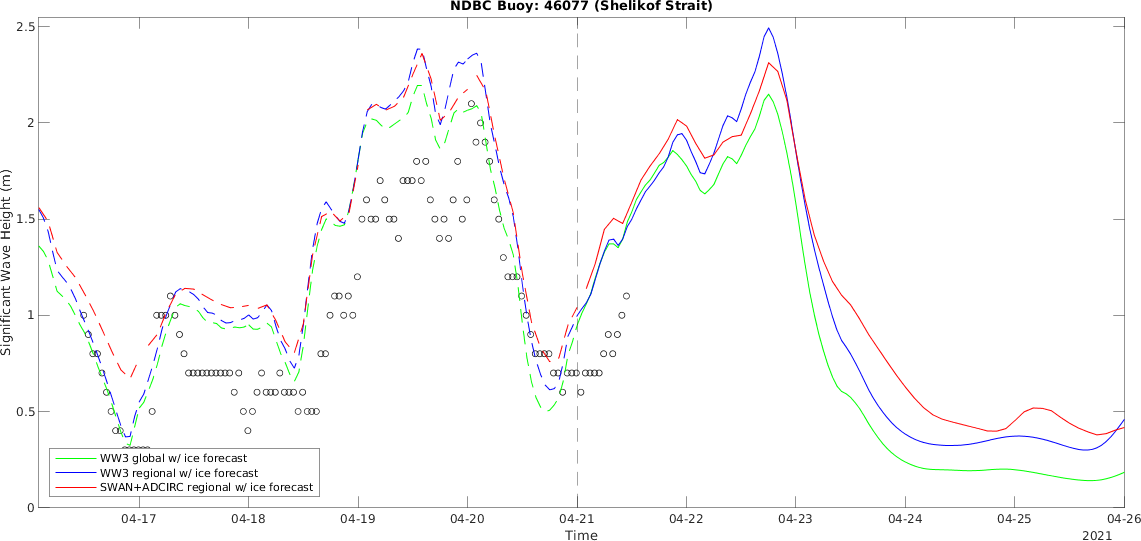 NDBC Buoy: 46077 (Shelikof Strait)
2.5
2
1.5
1
0.5
0
Significant Wave Height (m)
WW3 global w/ ice forecast
WW3 regional w/ ice forecast
SWAN+ADCIRC regional w/ ice forecast
04-17 04-18 04-19 04-20 04-21 04-22 04-23 04-24 04-25 04-26
Time
2021